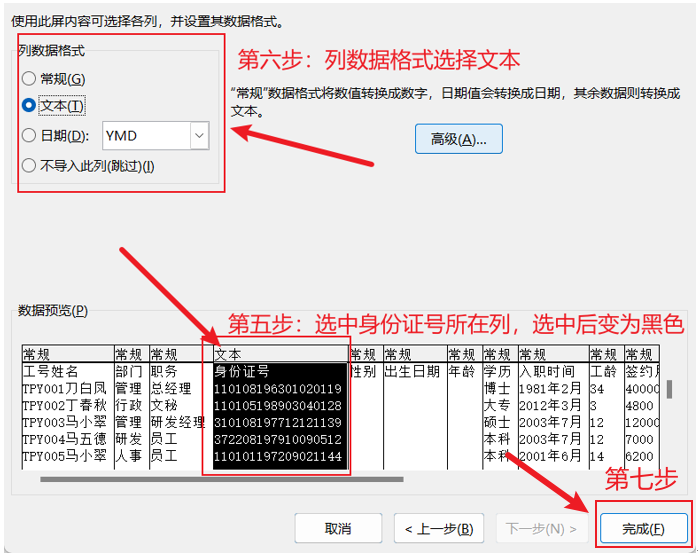 使用此屏内容可选择各列，并设置其数据格式。
列数据格式
第六步：列数据格式选择文本
常规(G)
文本(T)
日期(D): YMD
不导入此列(跳过)(I)
“常规”数据格式将数值转换成数字，日期值会转换成日期，其余数据则转换成
文本。
高级(A)...
数据预览(P)
第五步：选中身份证号所在列，选中后变为黑色
常规 常规 常规 文本 常规 常规 常规 常规 常规 常规 常规
工号姓名 部门 职务 身份证号 性别 出生日期 年龄 学历 入职时间 工龄 签约
TPY001刀白凤 管理 总经理 110108196301020119 博士 1981年2月 34 40000
TPY002丁春秋 行政 文秘 110105198903040128 大专 2012年3月 3 4800
TPY003马小翠 管理 研发经理 310108197712121139 硕士 2003年7月 12 12000
TPY004马五德 研发 员工 372208197910090512 本科 2003年7月 12 7000
TPY005马小翠 人事 员工 110101197209021144 本科 2001年6月 14 6200
第七步
取消 < 上一步(B) 下一步(N) > 完成(F)